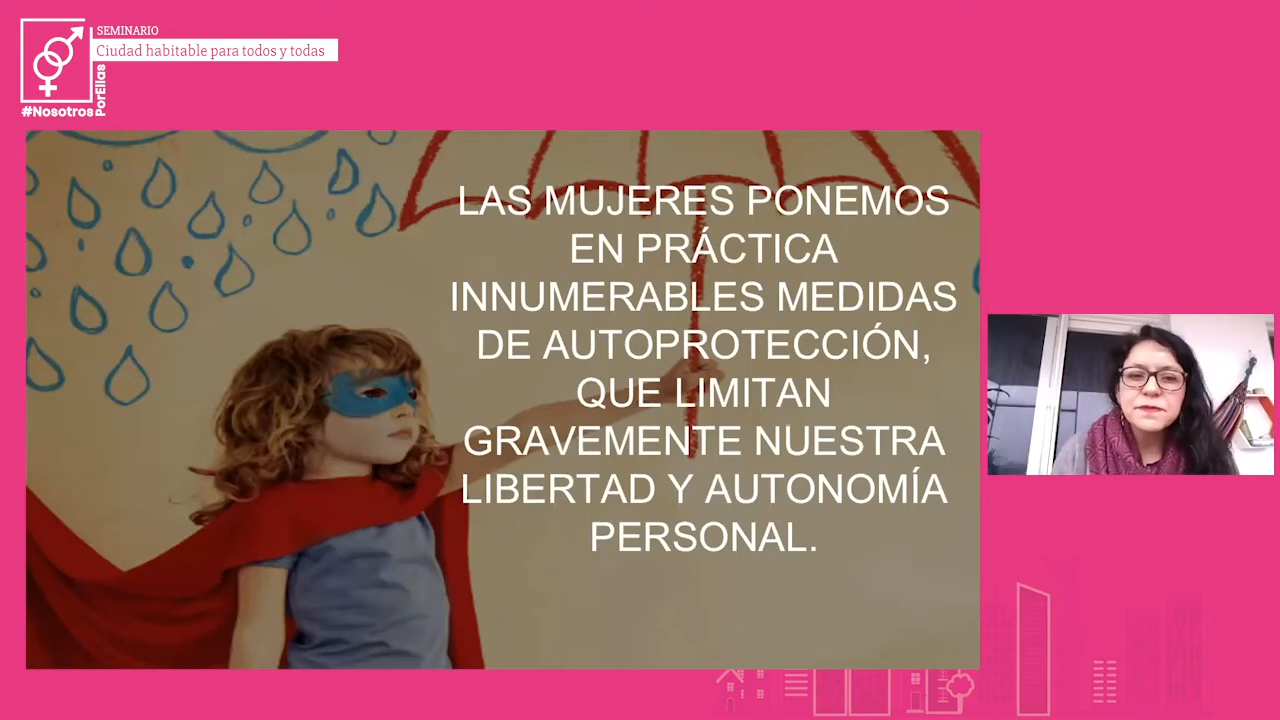 SEMINARIO
Ciudad habitable para todos y todas
#Nosotros
PorEllas
LAS MUJERES PONEMOS
EN PRÁCTICA
INNUMERABLES MEDIDAS
DE AUTOPROTECCIÓN,
QUE LIMITAN
GRAVEMENTE NUESTRA
LIBERTAD Y AUTONOMÍA
PERSONAL.